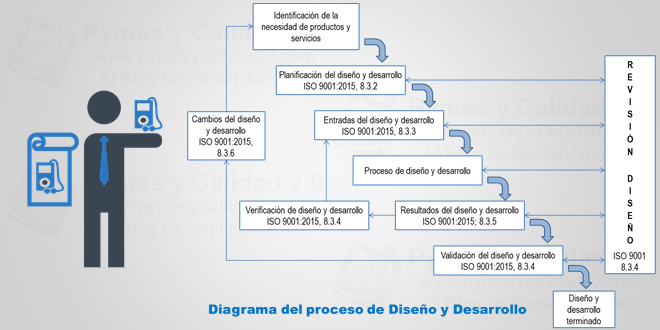 Identificación de la
necesidad de productos y
servicios
Planificación del diseño y desarrollo
ISO 9001:2015, 8.3.2
Entradas del diseño y desarrollo
ISO 9001:2015, 8.3.3
Cambios del diseño
y desarrollo
ISO 9001:2015,
8.3.6
Proceso de diseño y desarrollo
Verificación de diseño y desarrollo
ISO 9001:2015, 8.3.4
Resultados del diseño y desarrollo
ISO 9001:2015; 8.3.5
Validación del diseño y desarrollo
ISO 9001:2015, 8.3.4
Diseño y
desarrollo
terminado
REVISIÓN DISEÑO
ISO 9001
8.3.4
Diagrama del proceso de Diseño y Desarrollo
Pymes y Calidad 2.0
www.pymesycalidad20.com
El Blog De Daniel Jiménez